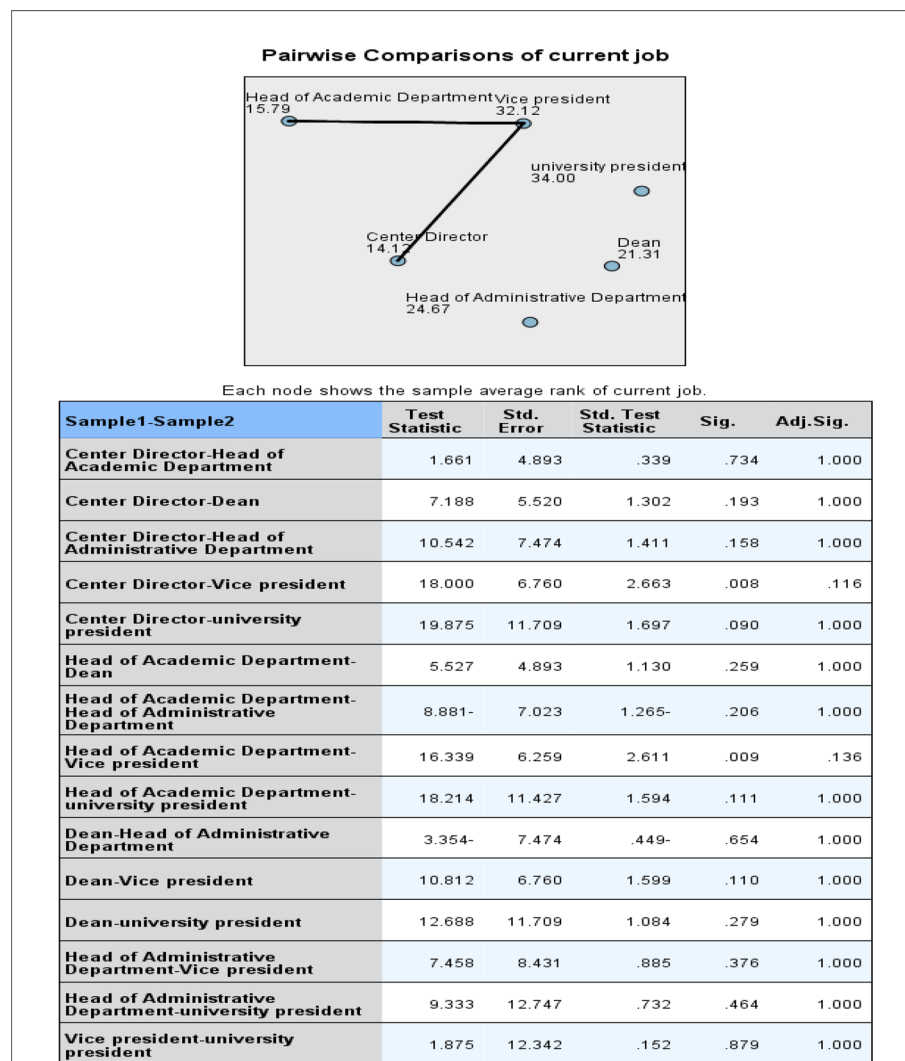 Pairwise Comparisons of current job
Head of Academic Department
15.79
Vice president
32.12
university president
34.00
Center Director
14.12
Dean
21.31
Head of Administrative Department
24.67
Each node shows the sample average rank of current job.
Sample1-Sample2 Test Statistic Std. Error Std. Test Statistic Sig. Adj.Sig.
Center Director-Head of
Academic Department 1.661 4.893 .339 .734 1.000
Center Director-Dean 7.188 5.520 1.302 .193 1.000
Center Director-Head of
Administrative Department 10.542 7.474 1.411 .158 1.000
Center Director-Vice president 18.000 6.760 2.663 .008 .116
Center Director-university
president 19.875 11.709 1.697 .090 1.000
Head of Academic Department-
Dean 5.527 4.893 1.130 .259 1.000
Head of Academic Department-
Head of Administrative
Department 8.881- 7.023 1.265- .206 1.000
Head of Academic Department-
Vice president 16.339 6.259 2.611 .009 .136
Head of Academic Department-
university president 18.214 11.427 1.594 .111 1.000
Dean-Head of Administrative
Department 3.354- 7.474 .449- .654 1.000
Dean-Vice president 10.812 6.760 1.599 .110 1.000
Dean-university president 12.688 11.709 1.084 .279 1.000
Head of Administrative
Department-Vice president 7.458 8.431 .885 .376 1.000
Head of Administrative
Department-university president 9.333 12.747 .732 .464 1.000
Vice president-university
president 1.875 12.342 .152 .879 1.000